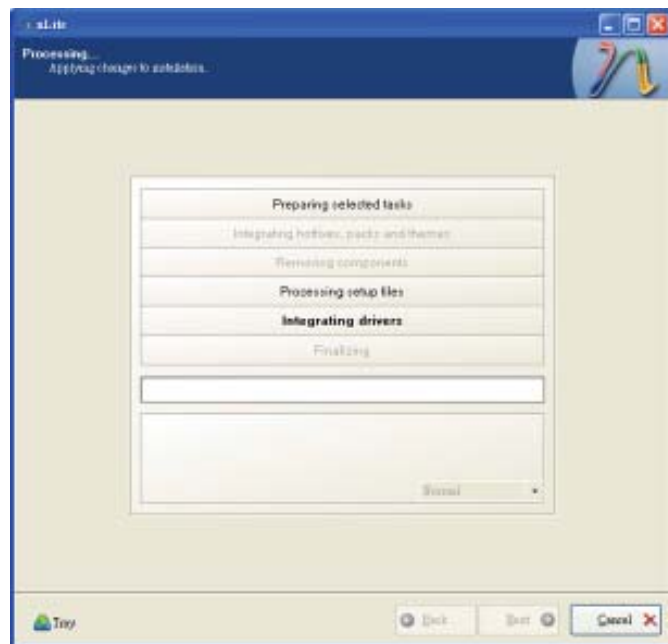 nLite
Processing...
Applying changes to installation.
Preparing selected tasks
Integrating hotfixes, packs and themes
Removing components
Processing setup files
Integrating drivers
Finalizing
Normal
Tray
Back
Next
Cancel